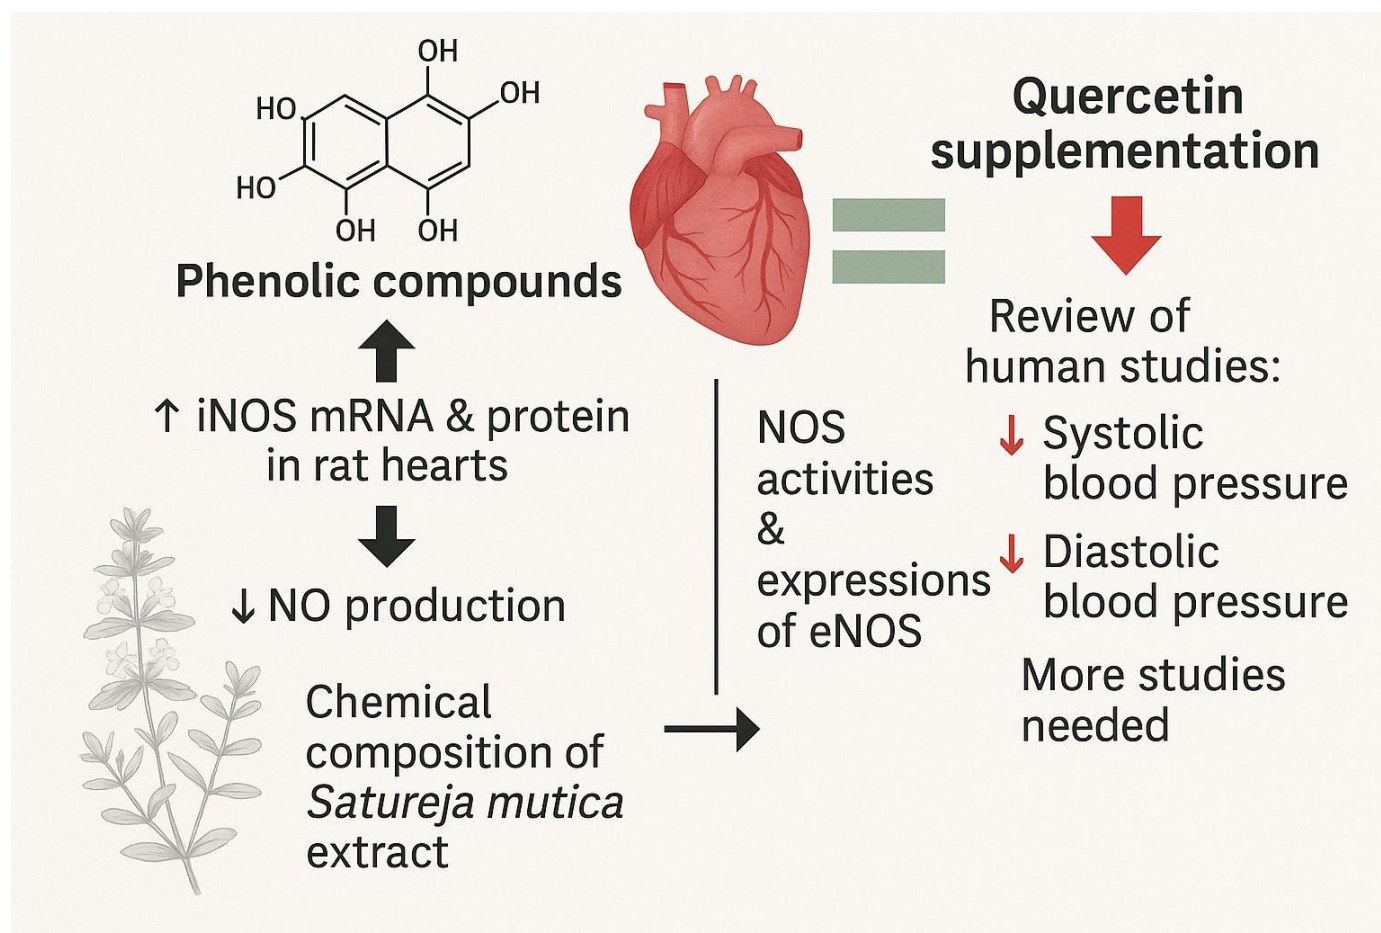 OH
OH
HO
HO
OH
OH
Phenolic compounds
↑ iNOS mRNA & protein
in rat hearts
↓ NO production
Chemical
composition of
Satureja mutica
extract
NOS
activities
&
expressions
of eNOS
Quercetin
supplementation
Review of
human studies:
↓ Systolic
blood pressure
↓ Diastolic
blood pressure
More studies
needed